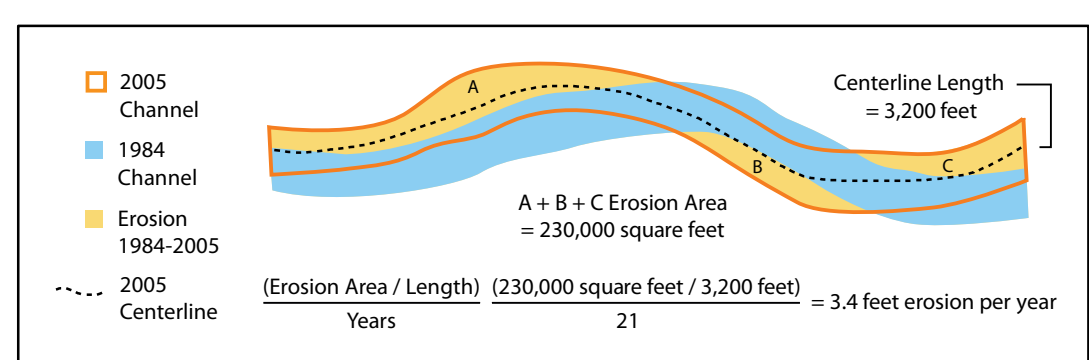 2005
Channel
1984
Channel
Erosion
1984-2005
2005
Centerline
A
B
C
Centerline Length
= 3,200 feet
A + B + C Erosion Area
= 230,000 square feet
(Erosion Area / Length)
Years
(230,000 square feet / 3,200 feet)
21
= 3.4 feet erosion per year